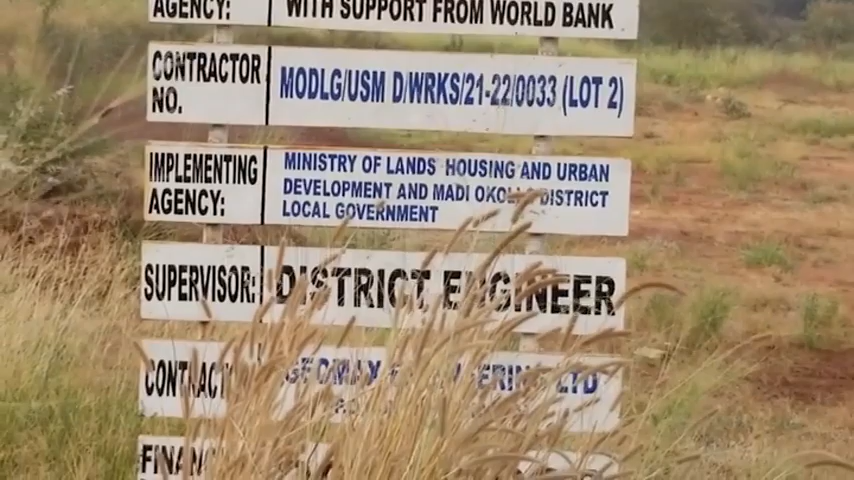 AGENCY: WITH SUPPORT FROM WORLD BANK
CONTRACTOR NO. MODLG/USM D/WRKS/21-22/0033 (LOT 2)
IMPLEMENTING AGENCY: MINISTRY OF LANDS HOUSING AND URBAN
DEVELOPMENT AND MADI OKOLLO DISTRICT
LOCAL GOVERNMENT
SUPERVISOR: DISTRICT ENGINEER
LTD